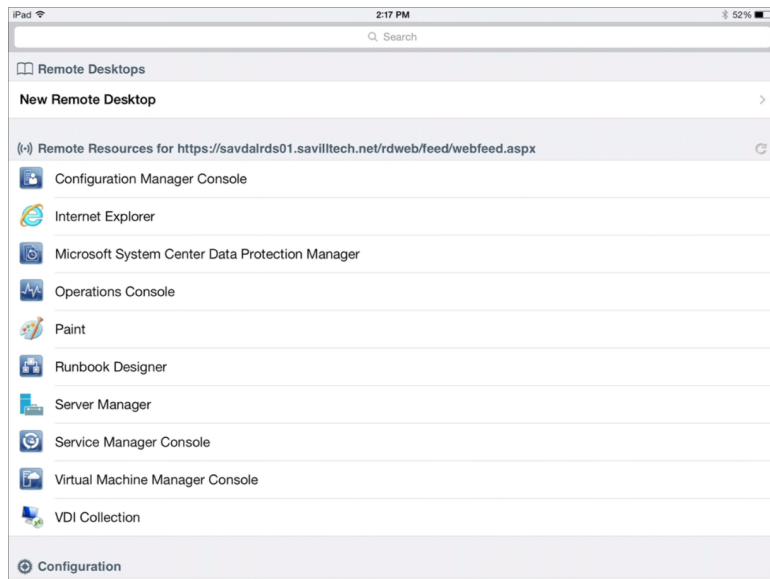 iPad 2:17 PM 52%
Search
Remote Desktops
New Remote Desktop
Remote Resources for https://savdalrds01.savilltech.net/rdweb/feed/webfeed.aspx
Configuration Manager Console
Internet Explorer
Microsoft System Center Data Protection Manager
Operations Console
Paint
Runbook Designer
Server Manager
Service Manager Console
Virtual Machine Manager Console
VDI Collection
Configuration